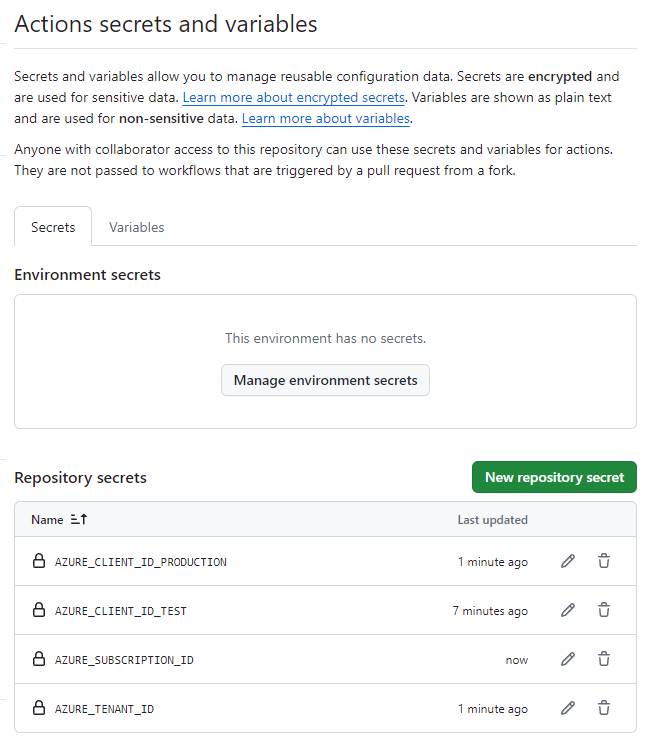 Actions secrets and variables
Secrets and variables allow you to manage reusable configuration data. Secrets are encrypted and
are used for sensitive data. Learn more about encrypted secrets. Variables are shown as plain text
and are used for non-sensitive data. Learn more about variables.
Anyone with collaborator access to this repository can use these secrets and variables for actions.
They are not passed to workflows that are triggered by a pull request from a fork.
Secrets Variables
Environment secrets
This environment has no secrets.
Manage environment secrets
Repository secrets New repository secret
Name Last updated
AZURE_CLIENT_ID_PRODUCTION 1 minute ago
AZURE_CLIENT_ID_TEST 7 minutes ago
AZURE_SUBSCRIPTION_ID now
AZURE_TENANT_ID 1 minute ago